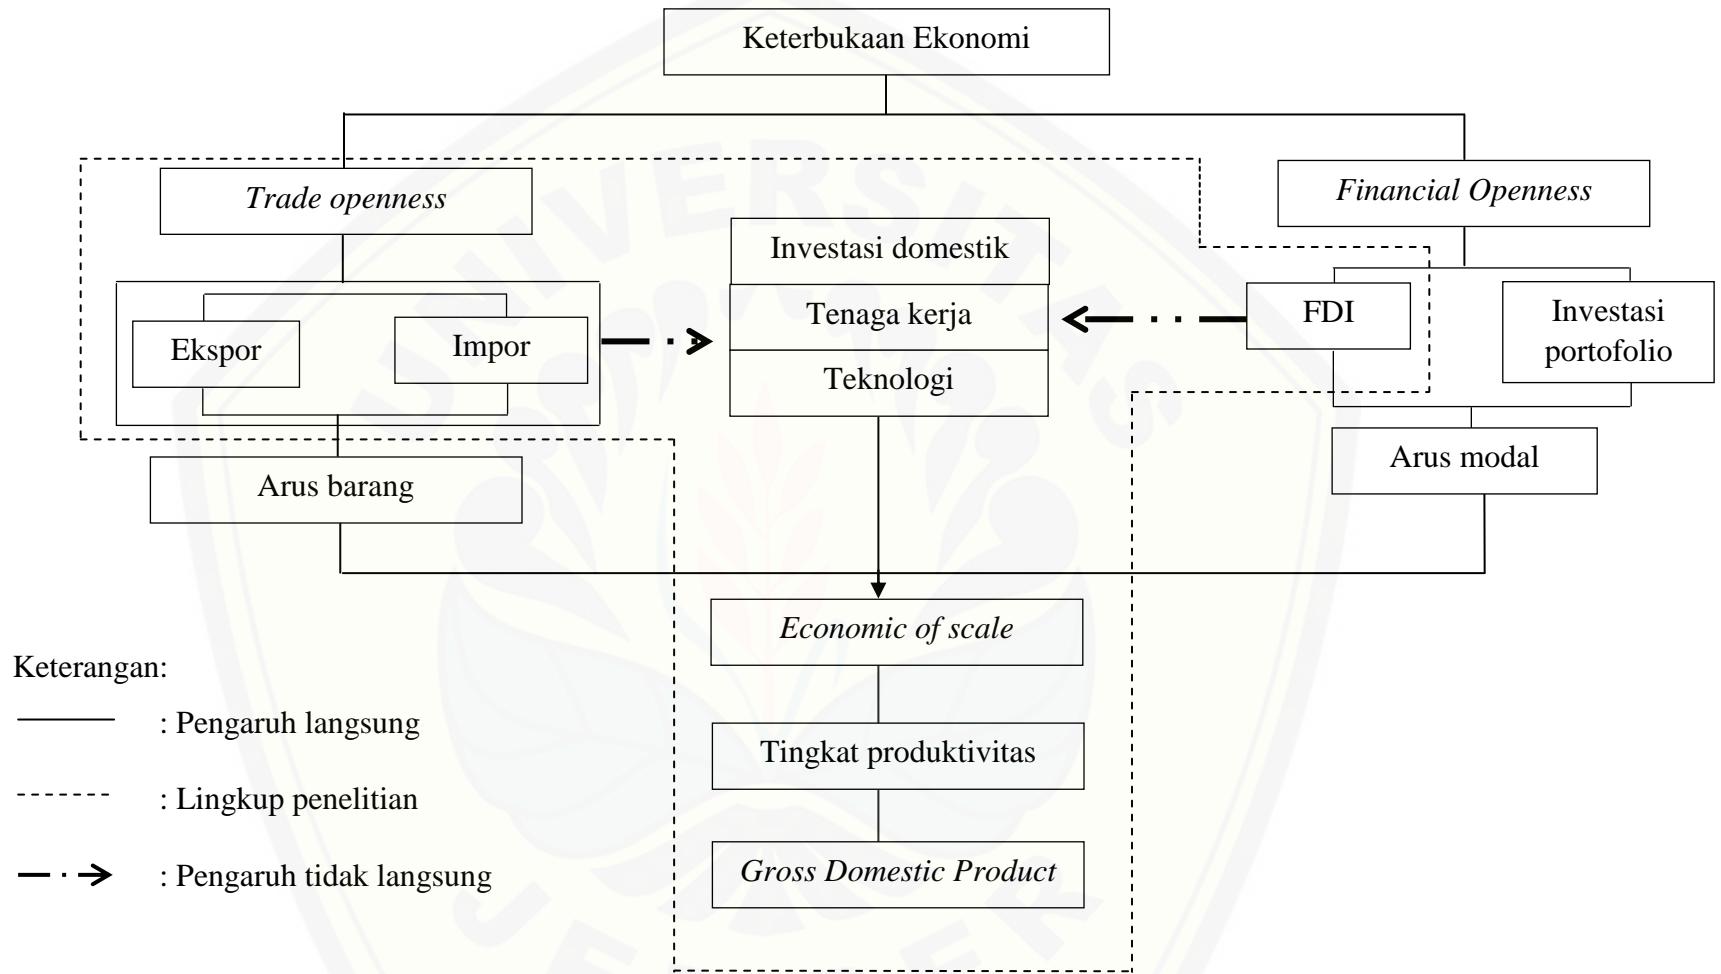 Keterbukaan Ekonomi
Trade openness
Financial Openness
Investasi domestik
Tenaga kerja
Teknologi
Ekspor
Impor
FDI
Investasi
portofolio
Arus barang
Arus modal
Economic of scale
Tingkat produktivitas
Gross Domestic Product
Keterangan:
: Pengaruh langsung
: Lingkup penelitian
: Pengaruh tidak langsung
UNIVERSITAS